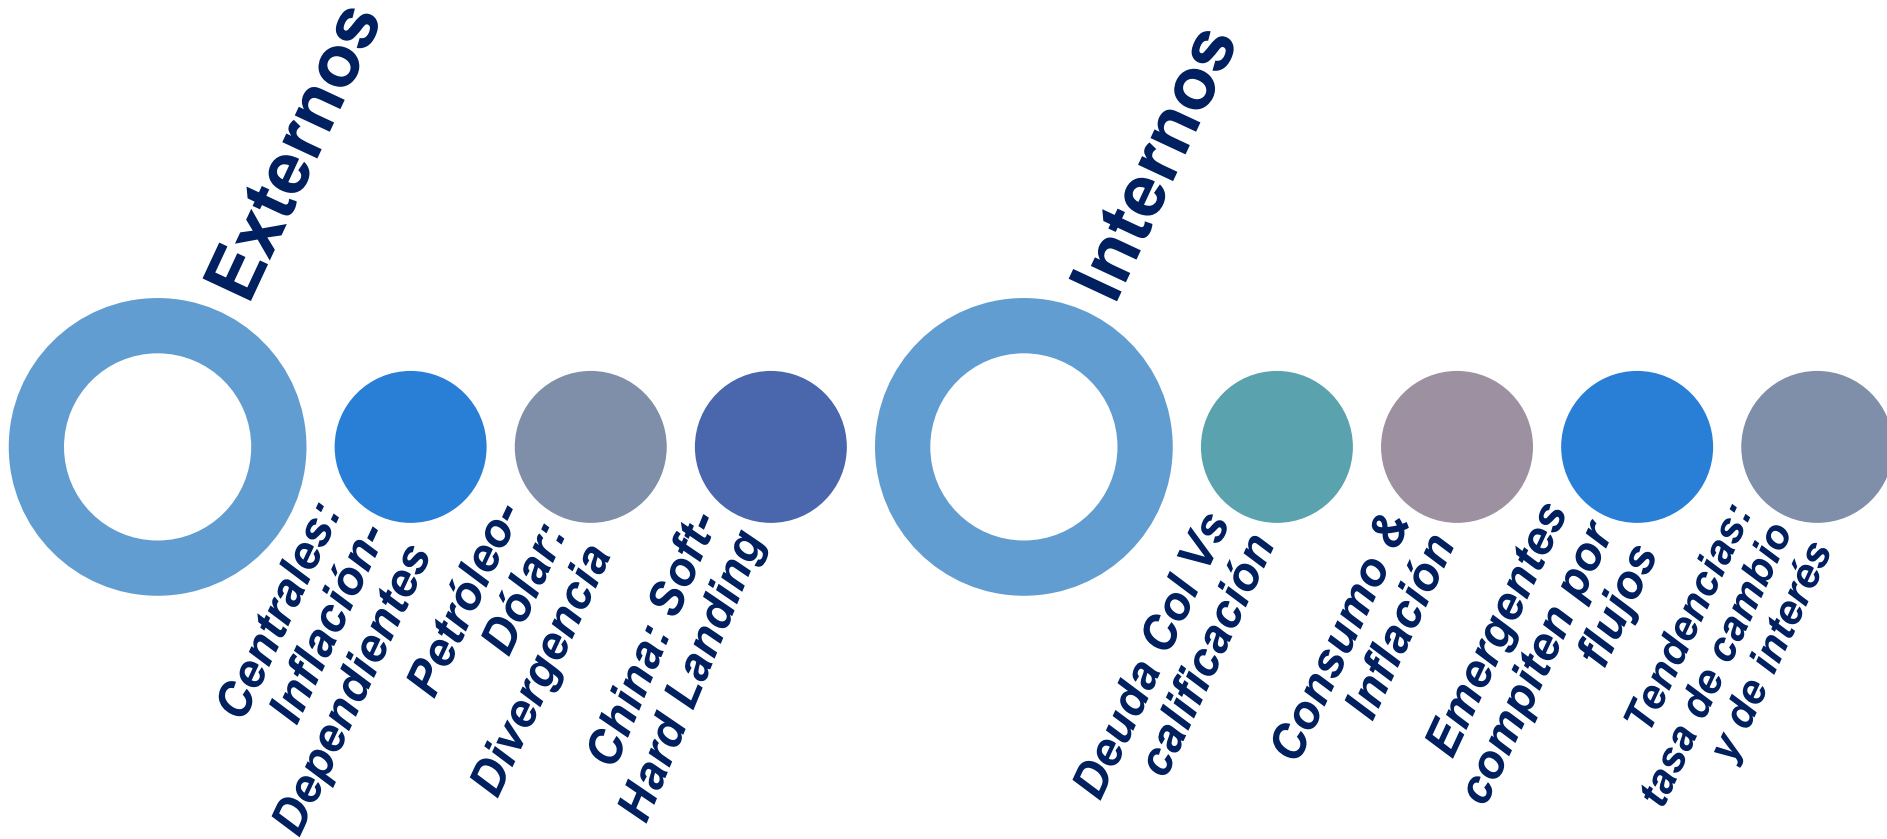 Externos
Centrales:
Inflación-
Dependientes
Petróleo-
Dólar:
Divergencia
China: Soft-
Hard Landing
Internos
Deuda Col Vs
calificación
Consumo &
Inflación
Emergentes
compiten por
flujos
Tendencias:
tasa de cambio
y de interés